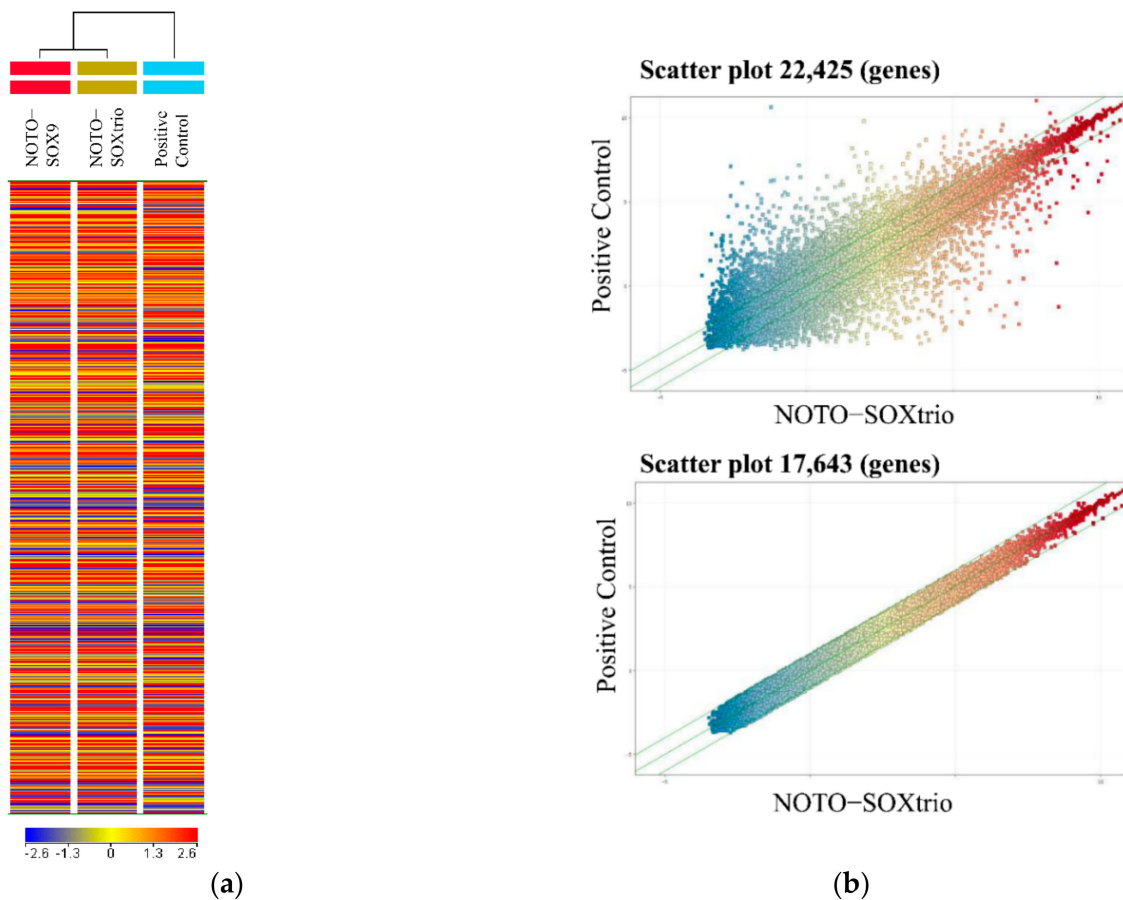 NOTO−
SOX9
NOTO−
SOXtrio
Positive
Control
-2.6 -1.3 0 1.3 2.6
(a)
Scatter plot 22,425 (genes)
Positive Control
NOTO−SOXtrio
Scatter plot 17,643 (genes)
Positive Control
NOTO−SOXtrio
(b)